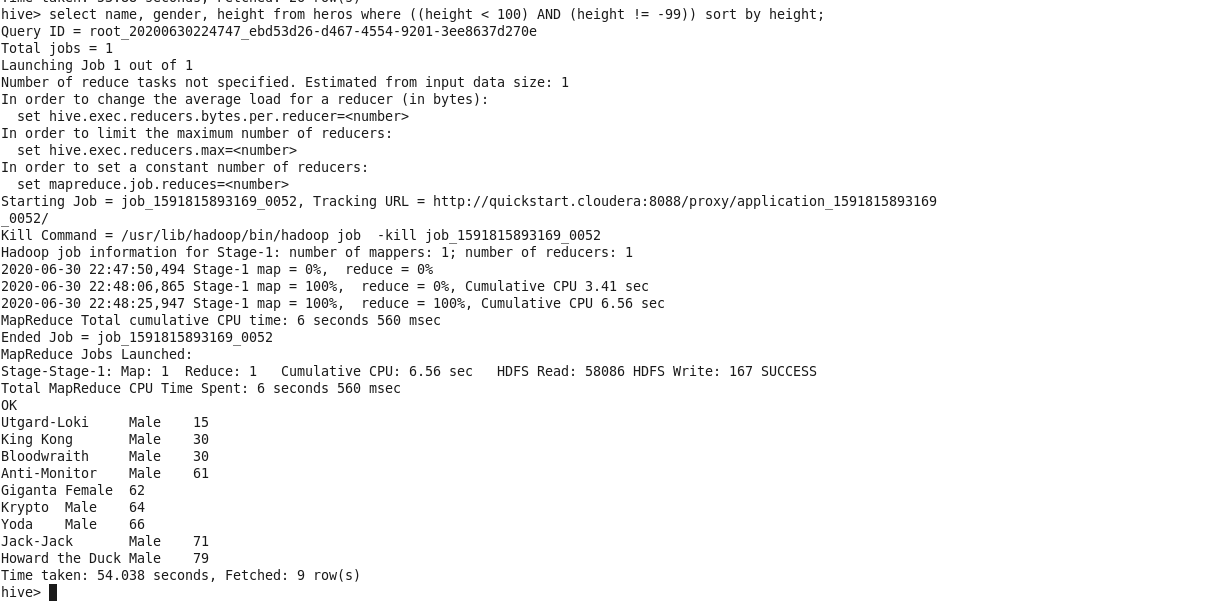 Time taken: 53.88 seconds, Fetched: 26 row(s)
hive> select name, gender, height from heros where ((height < 100) AND (height != -99)) sort by height;
Query ID = root_20200630224747_ebd53d26-d467-4554-9201-3ee8637d270e
Total jobs = 1
Launching Job 1 out of 1
Number of reduce tasks not specified. Estimated from input data size: 1
In order to change the average load for a reducer (in bytes):
  set hive.exec.reducers.bytes.per.reducer=<number>
In order to limit the maximum number of reducers:
  set hive.exec.reducers.max=<number>
In order to set a constant number of reducers:
  set mapreduce.job.reduces=<number>
Starting Job = job_1591815893169_0052, Tracking URL = http://quickstart.cloudera:8088/proxy/application_1591815893169
_0052/
Kill Command = /usr/lib/hadoop/bin/hadoop job  -kill job_1591815893169_0052
Hadoop job information for Stage-1: number of mappers: 1; number of reducers: 1
2020-06-30 22:47:50,494 Stage-1 map = 0%,  reduce = 0%
2020-06-30 22:48:06,865 Stage-1 map = 100%,  reduce = 0%, Cumulative CPU 3.41 sec
2020-06-30 22:48:25,947 Stage-1 map = 100%,  reduce = 100%, Cumulative CPU 6.56 sec
MapReduce Total cumulative CPU time: 6 seconds 560 msec
Ended Job = job_1591815893169_0052
MapReduce Jobs Launched:
Stage-Stage-1: Map: 1  Reduce: 1   Cumulative CPU: 6.56 sec   HDFS Read: 58086 HDFS Write: 167 SUCCESS
Total MapReduce CPU Time Spent: 6 seconds 560 msec
OK
Utgard-Loki     Male    15
King Kong       Male    30
Bloodwraith     Male    30
Anti-Monitor    Male    61
Giganta Female  62
Krypto  Male    64
Yoda    Male    66
Jack-Jack       Male    71
Howard the Duck Male    79
Time taken: 54.038 seconds, Fetched: 9 row(s)
hive>